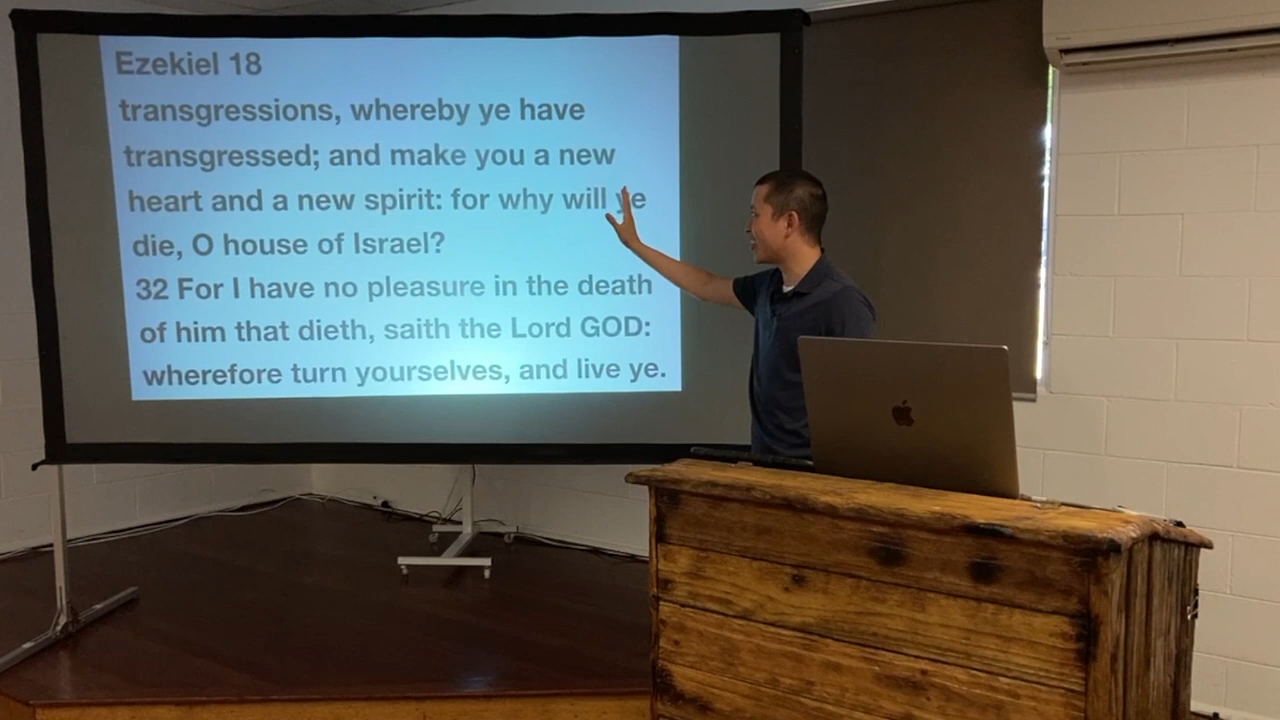 Ezekiel 18
transgressions, whereby ye have
transgressed; and make you a new
heart and a new spirit: for why will ye
die, O house of Israel?
32 For I have no pleasure in the death
of him that dieth, saith the Lord GOD:
wherefore turn yourselves, and live ye.